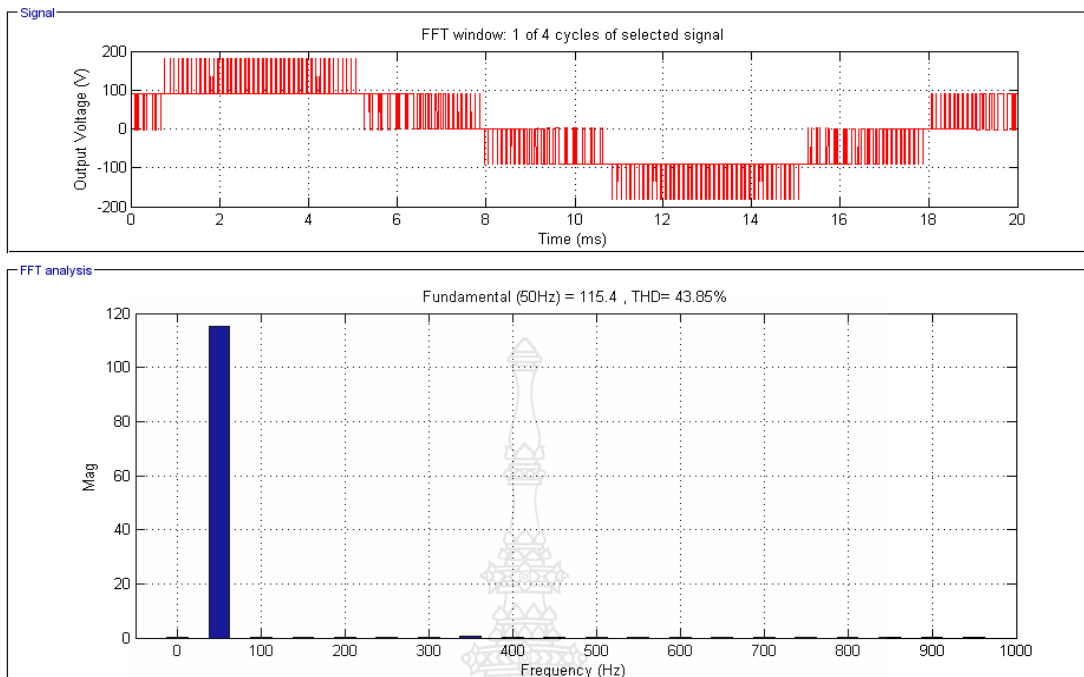 Signal
FFT window: 1 of 4 cycles of selected signal
200
100
0
-100
-200
Output Voltage (V)
0 2 4 6 8 10 12 14 16 18 20
Time (ms)
FFT analysis
Fundamental (50Hz) = 115.4 , THD= 43.85%
120
100
80
60
40
20
0
Mag
0 100 200 300 400 500 600 700 800 900 1000
Frequency (Hz)